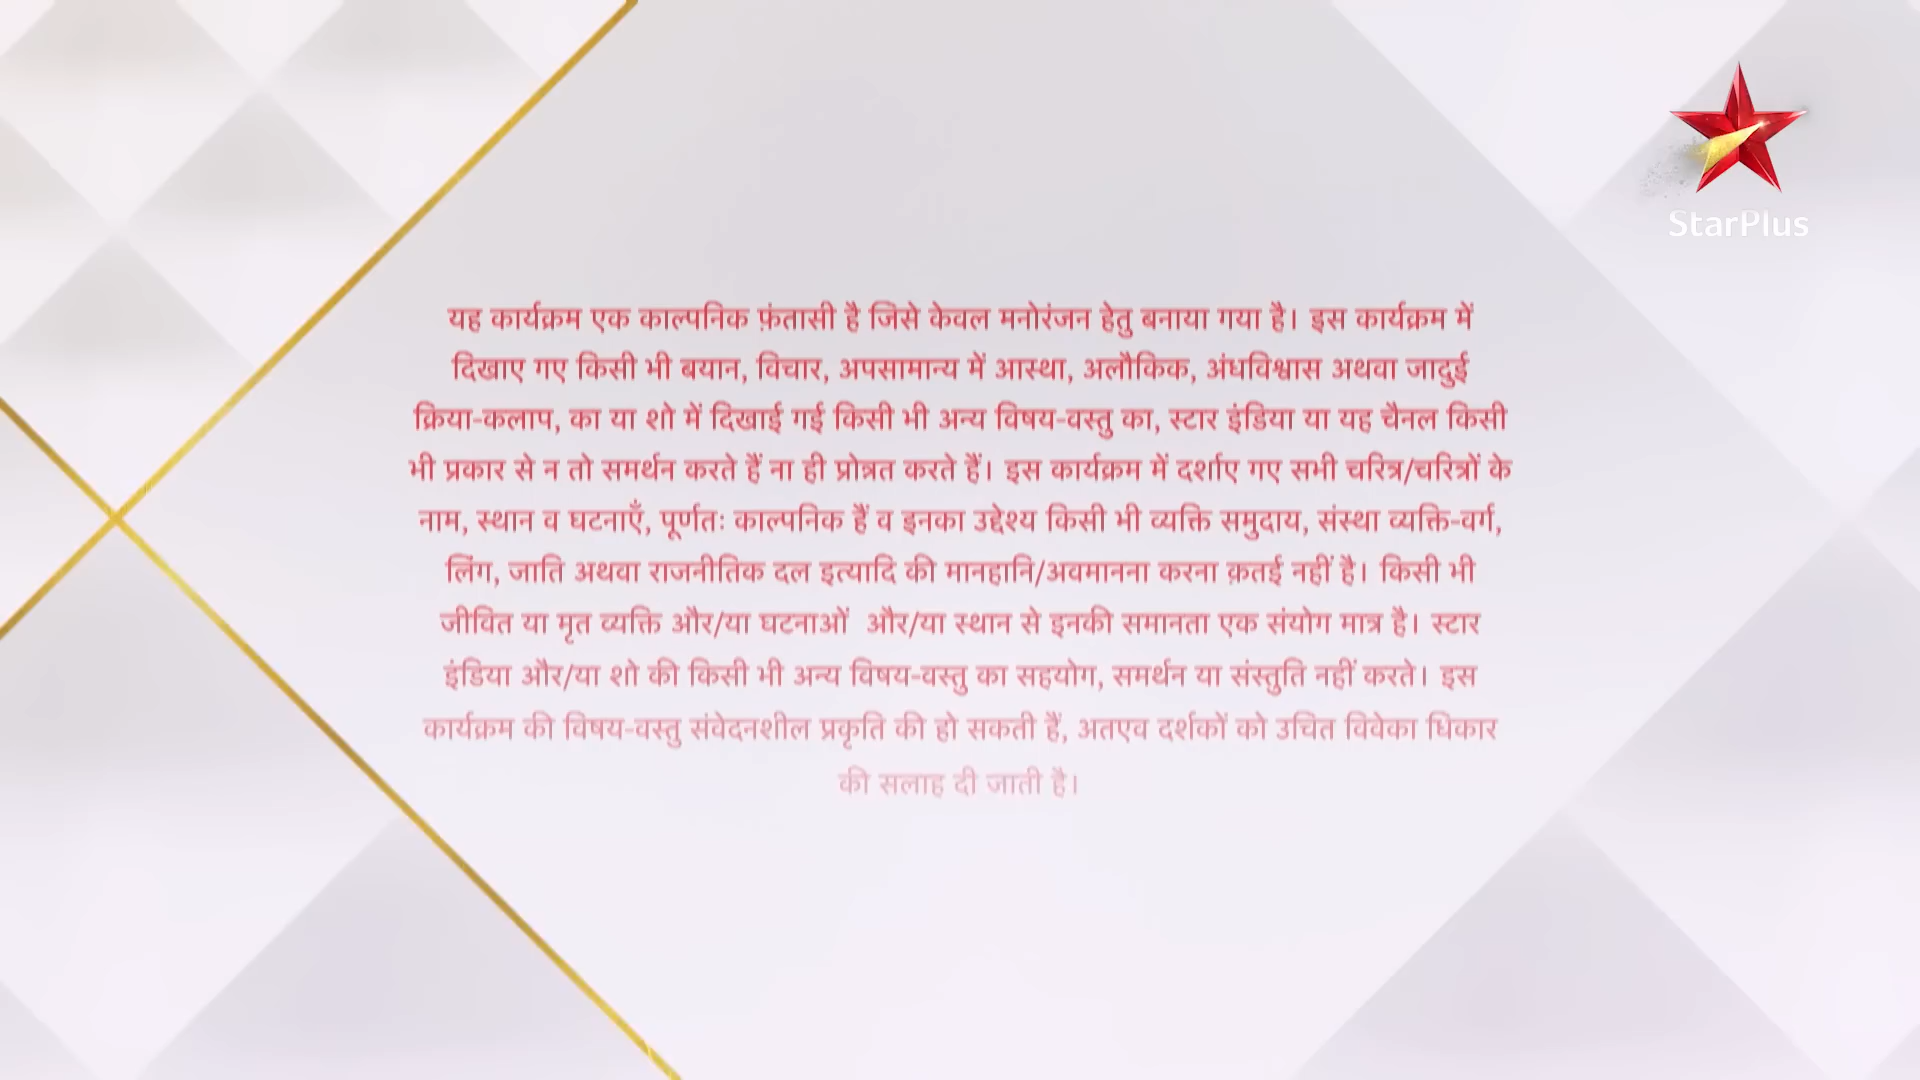 StarPlus
यह कार्यक्रम एक काल्पनिक फ़ंतासी है जिसे केवल मनोरंजन हेतु बनाया गया है। इस कार्यक्रम में
दिखाए गए किसी भी बयान, विचार, अपसामान्य में आस्था, अलौकिक, अंधविश्वास अथवा जादुई
क्रिया-कलाप, का या शो में दिखाई गई किसी भी अन्य विषय-वस्तु का, स्टार इंडिया या यह चैनल किसी
भी प्रकार से न तो समर्थन करते हैं ना ही प्रोन्नत करते हैं। इस कार्यक्रम में दर्शाए गए सभी चरित्र/चरित्रों के
नाम, स्थान व घटनाएँ, पूर्णतः काल्पनिक हैं व इनका उद्देश्य किसी भी व्यक्ति समुदाय, संस्था व्यक्ति-वर्ग,
लिंग, जाति अथवा राजनीतिक दल इत्यादि की मानहानि/अवमानना करना क़तई नहीं है। किसी भी
जीवित या मृत व्यक्ति और/या घटनाओं और/या स्थान से इनकी समानता एक संयोग मात्र है। स्टार
इंडिया और/या शो की किसी भी अन्य विषय-वस्तु का सहयोग, समर्थन या संस्तुति नहीं करते। इस
कार्यक्रम की विषय-वस्तु संवेदनशील प्रकृति की हो सकती हैं, अतएव दर्शकों को उचित विवेका धिकार
की सलाह दी जाती है।